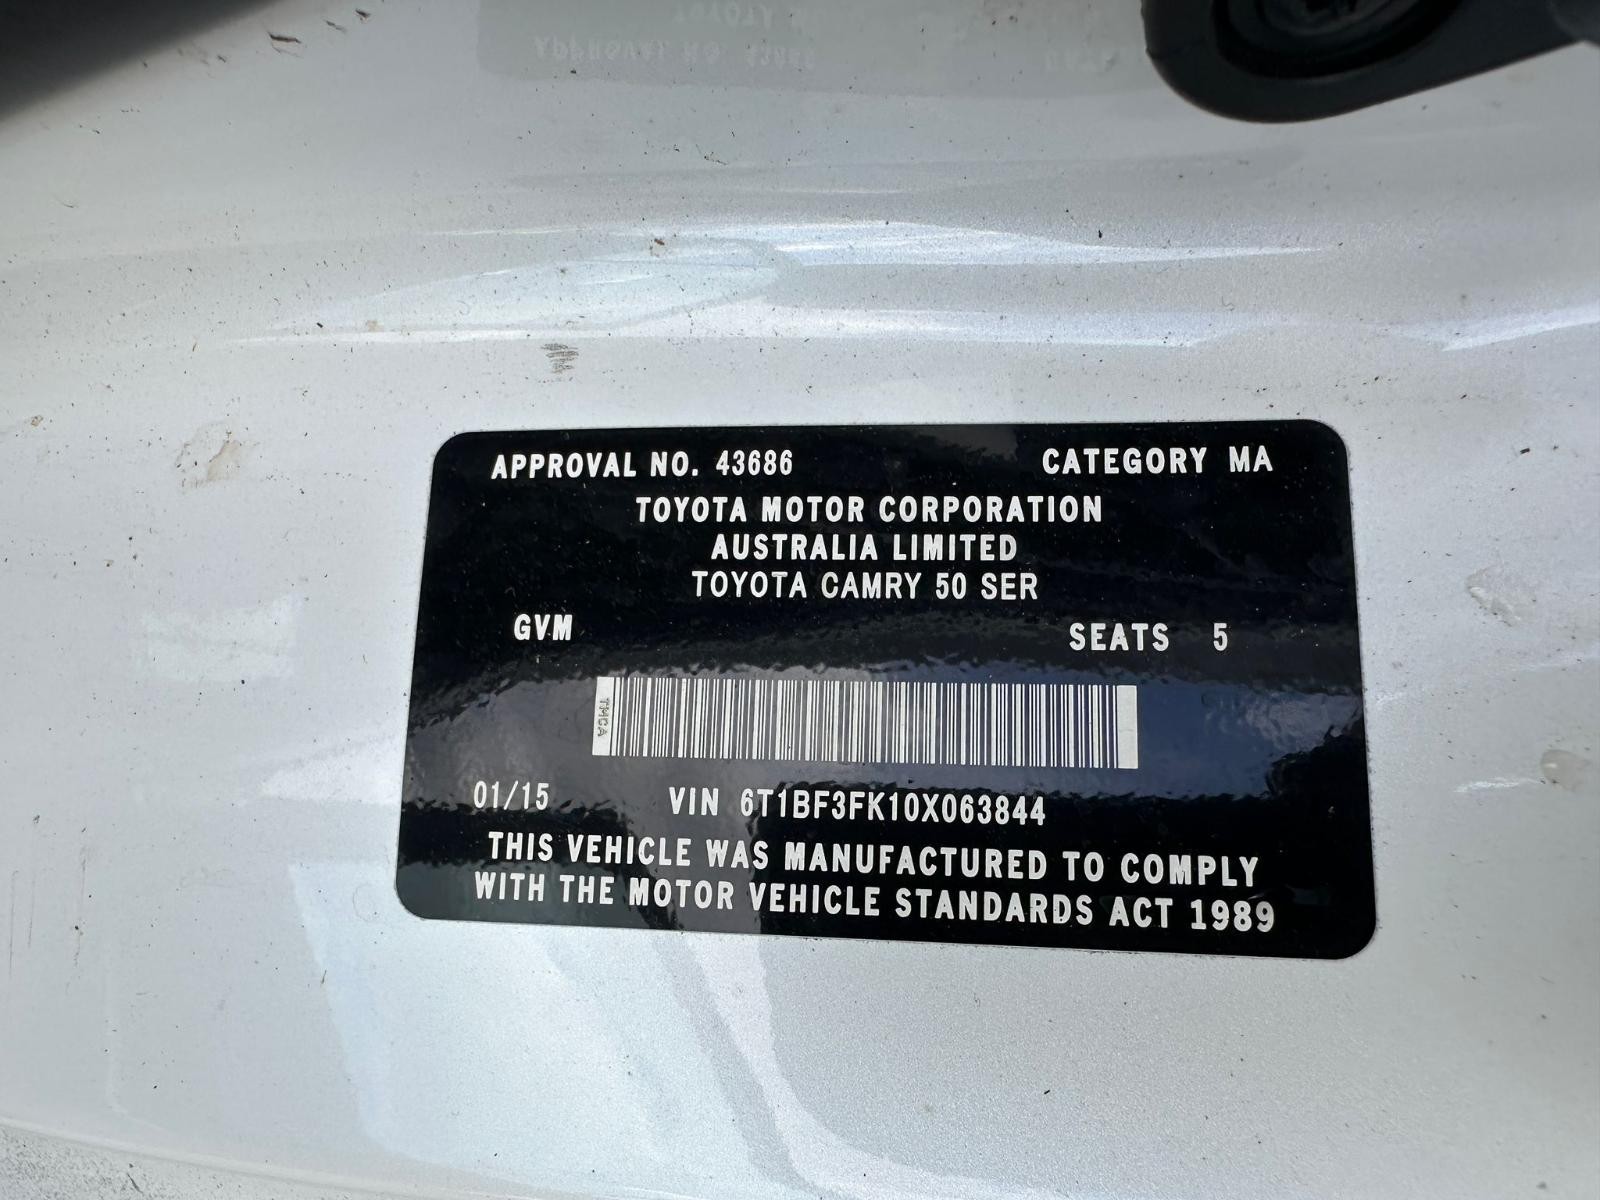 APPROVAL NO. 43686 CATEGORY MA
TOYOTA MOTOR CORPORATION
AUSTRALIA LIMITED
TOYOTA CAMRY 50 SER
GVM SEATS 5
TMCA
01/15 VIN 6T1BF3FK10X063844
THIS VEHICLE WAS MANUFACTURED TO COMPLY
WITH THE MOTOR VEHICLE STANDARDS ACT 1989